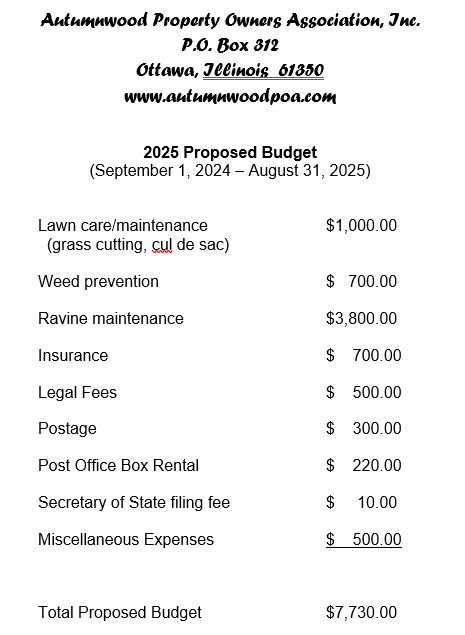 Autumnwood Property Owners Association, Inc.
P.O. Box 312
Ottawa, Illinois 61350
www.autumnwoodpoa.com
2025 Proposed Budget
(September 1, 2024 – August 31, 2025)
Lawn care/maintenance $1,000.00
(grass cutting, cul de sac)
Weed prevention $ 700.00
Ravine maintenance $3,800.00
Insurance $ 700.00
Legal Fees $ 500.00
Postage $ 300.00
Post Office Box Rental $ 220.00
Secretary of State filing fee $ 10.00
Miscellaneous Expenses $ 500.00
Total Proposed Budget $7,730.00